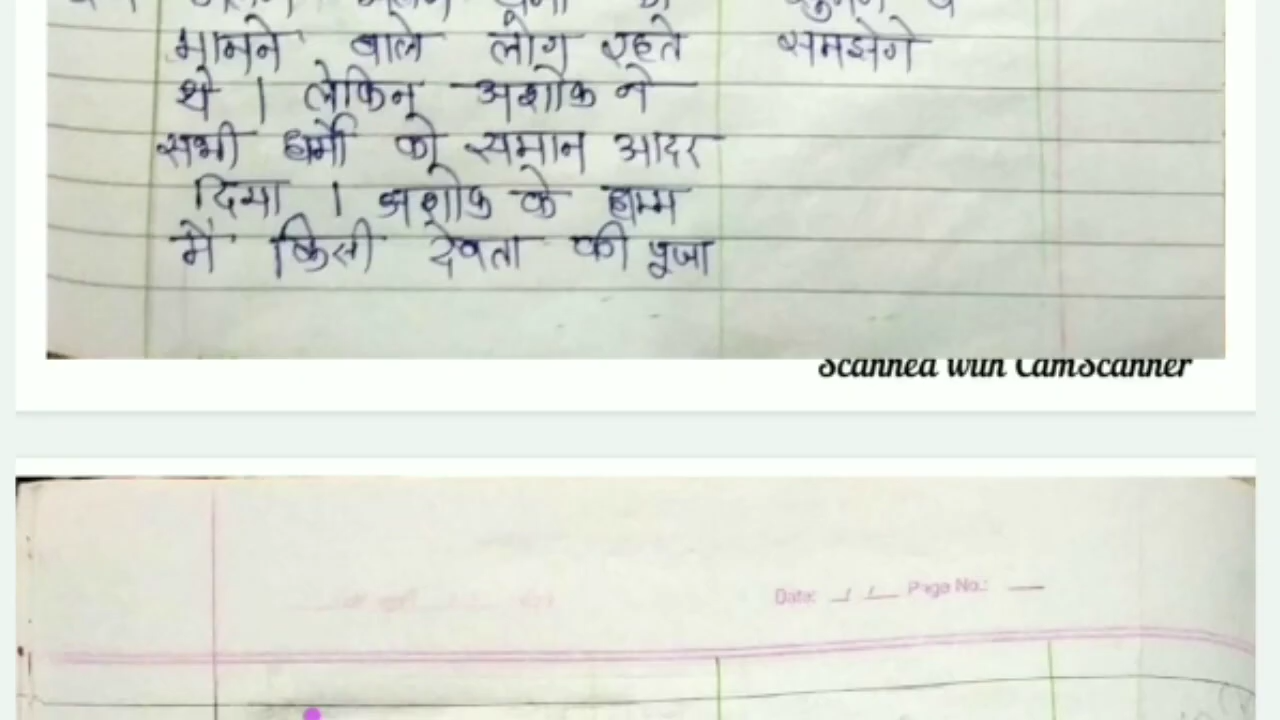 मानने वाले लोग रहते समझेगे
थे । लेकिन अशोक ने
सभी धर्मो को समान आदर
दिया । अशोक के धम्म
मे किसी देवता की पूजा
Scanned with CamScanner
Date: Page No.: